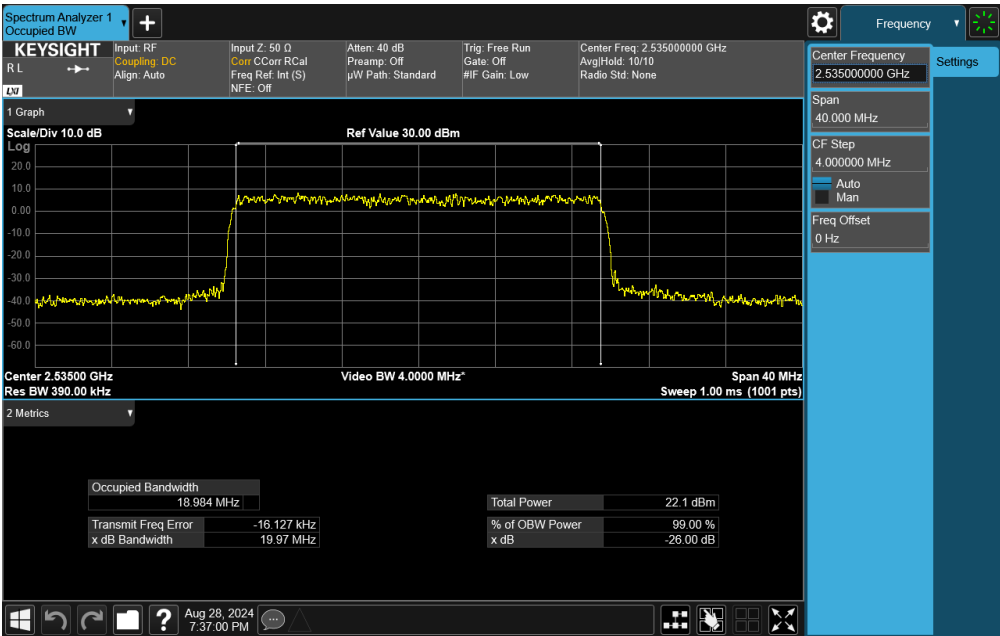 Spectrum Analyzer 1
Occupied BW
+
Frequency
KEYSIGHT
R L
LXI
Input: RF
Coupling: DC
Align: Auto
Input Z: 50 Ω
Corr CCorr RCal
Freq Ref: Int (S)
NFE: Off
Atten: 40 dB
Preamp: Off
µW Path: Standard
Trig: Free Run
Gate: Off
#IF Gain: Low
Center Freq: 2.535000000 GHz
Avg|Hold: 10/10
Radio Std: None
Center Frequency
2.535000000 GHz
Settings
Span
40.000 MHz
CF Step
4.000000 MHz
Auto
Man
Freq Offset
0 Hz
1 Graph
Scale/Div 10.0 dB
Ref Value 30.00 dBm
Log
20.0
10.0
0.00
-10.0
-20.0
-30.0
-40.0
-50.0
-60.0
Center 2.53500 GHz
Video BW 4.0000 MHz*
Span 40 MHz
Res BW 390.00 kHz
Sweep 1.00 ms (1001 pts)
2 Metrics
Occupied Bandwidth
18.984 MHz
Transmit Freq Error -16.127 kHz
x dB Bandwidth 19.97 MHz
Total Power 22.1 dBm
% of OBW Power 99.00 %
x dB -26.00 dB
?
Aug 28, 2024
7:37:00 PM